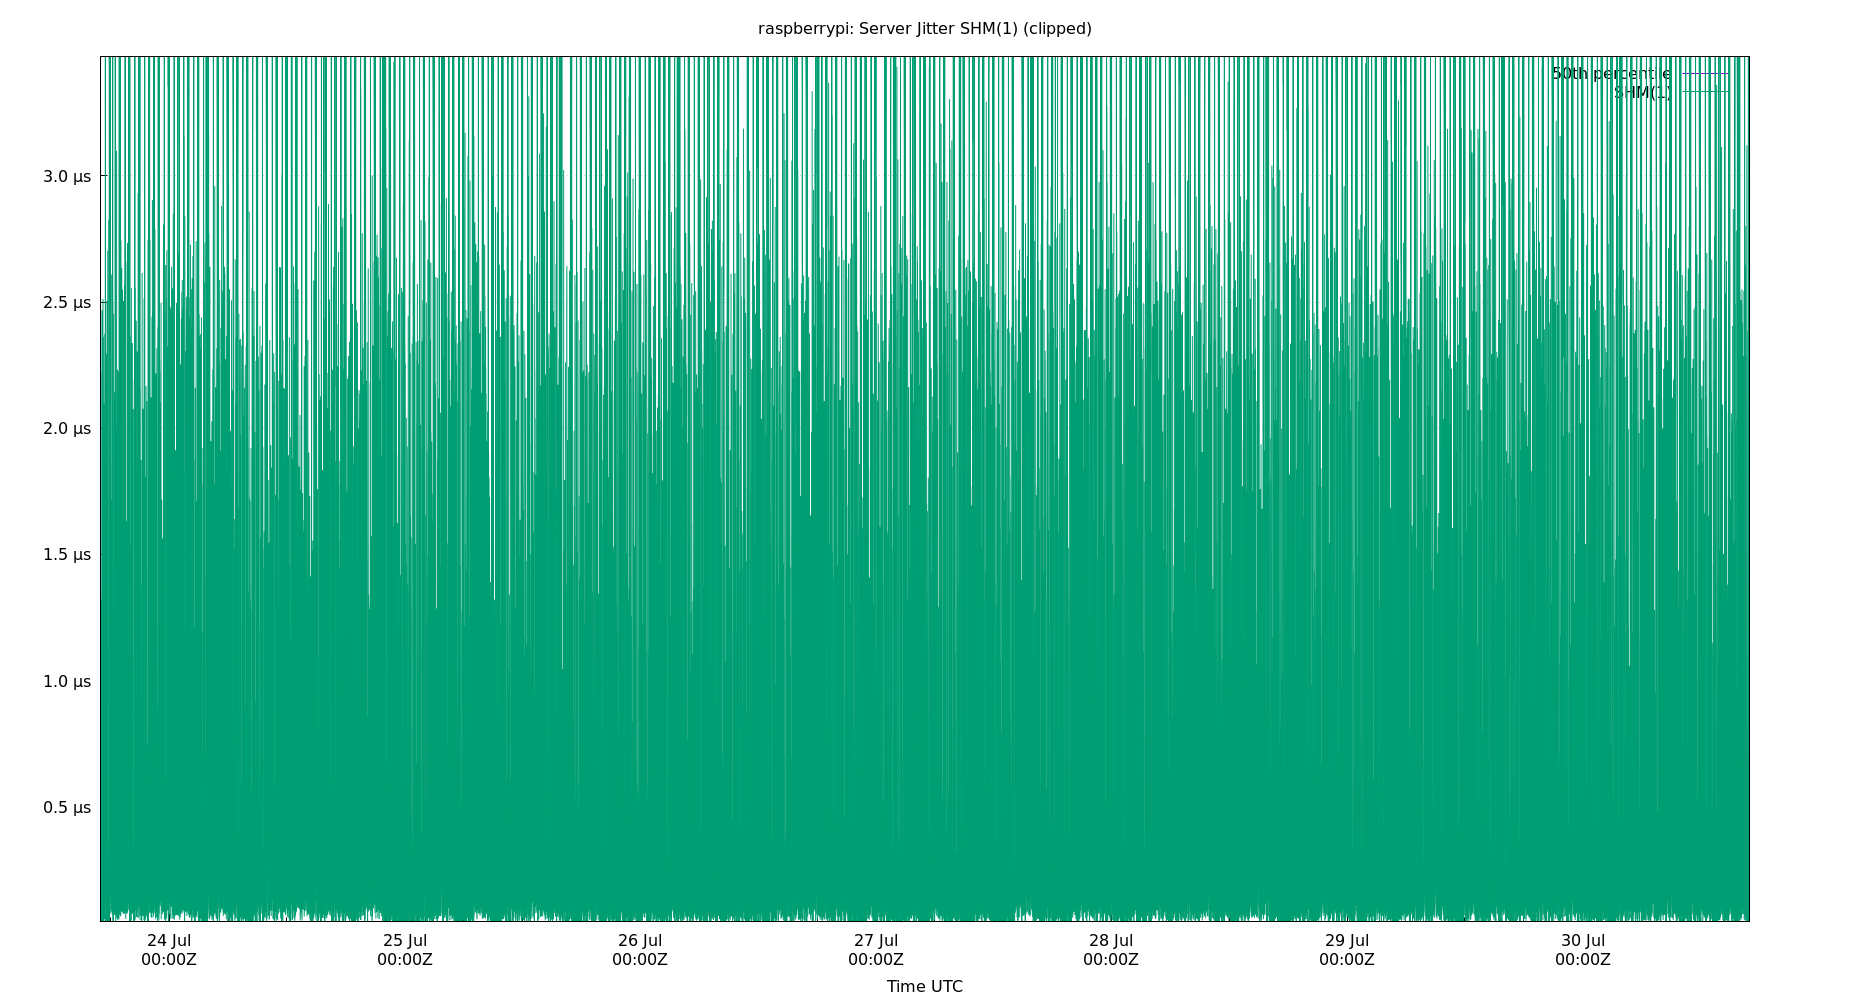 raspberrypi: Server Jitter SHM(1) (clipped)
50th percentile
SHM(1)
3.0 µs
2.5 µs
2.0 µs
1.5 µs
1.0 µs
0.5 µs
24 Jul 25 Jul 26 Jul 27 Jul 28 Jul 29 Jul 30 Jul
00:00Z 00:00Z 00:00Z 00:00Z 00:00Z 00:00Z 00:00Z
Time UTC